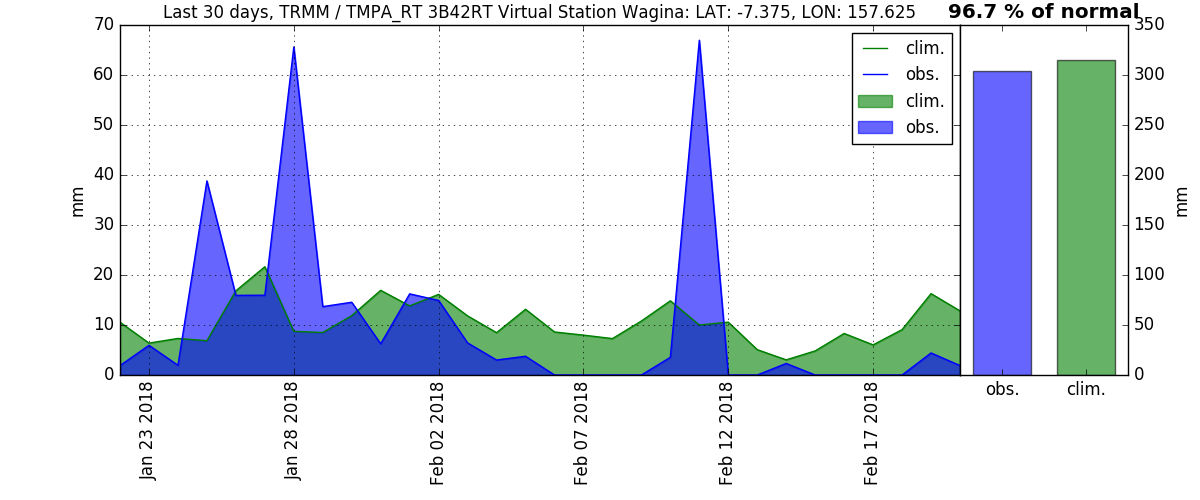 Last 30 days, TRMM / TMPA_RT 3B42RT Virtual Station Wagina: LAT: -7.375, LON: 157.625
96.7 % of normal
70
60
50
40
30
20
10
0
mm
clim.
obs.
clim.
obs.
350
300
250
200
150
100
50
0
mm
Jan 23 2018
Jan 28 2018
Feb 02 2018
Feb 07 2018
Feb 12 2018
Feb 17 2018
obs.
clim.